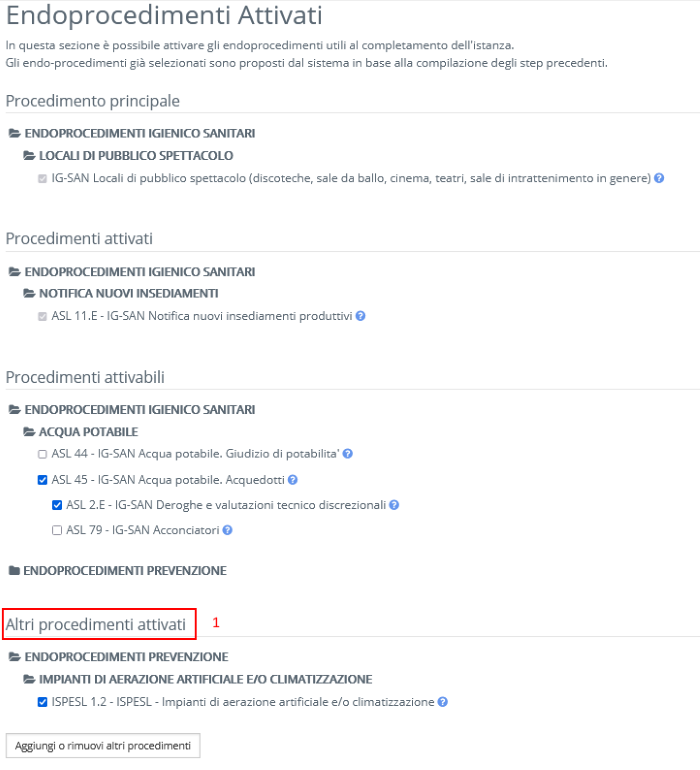 Endoprocedimenti Attivati
In questa sezione è possibile attivare gli endoprocedimenti utili al completamento dell'istanza.
Gli endo-procedimenti già selezionati sono proposti dal sistema in base alla compilazione degli step precedenti.
Procedimento principale
ENDOPROCEDIMENTI IGIENICO SANITARI
LOCALI DI PUBBLICO SPETTACOLO
IG-SAN Locali di pubblico spettacolo (discoteche, sale da ballo, cinema, teatri, sale di intrattenimento in genere) ?
Procedimenti attivati
ENDOPROCEDIMENTI IGIENICO SANITARI
NOTIFICA NUOVI INSEDIAMENTI
ASL 11.E - IG-SAN Notifica nuovi insediamenti produttivi ?
Procedimenti attivabili
ENDOPROCEDIMENTI IGIENICO SANITARI
ACQUA POTABILE
ASL 44 - IG-SAN Acqua potabile. Giudizio di potabilita' ?
ASL 45 - IG-SAN Acqua potabile. Acquedotti ?
ASL 2.E - IG-SAN Deroghe e valutazioni tecnico discrezionali ?
ASL 79 - IG-SAN Acconciatori ?
ENDOPROCEDIMENTI PREVENZIONE
Altri procedimenti attivati 1
ENDOPROCEDIMENTI PREVENZIONE
IMPIANTI DI AERAZIONE ARTIFICIALE E/O CLIMATIZZAZIONE
ISPESL 1.2 - ISPESL - Impianti di aerazione artificiale e/o climatizzazione ?
Aggiungi o rimuovi altri procedimenti